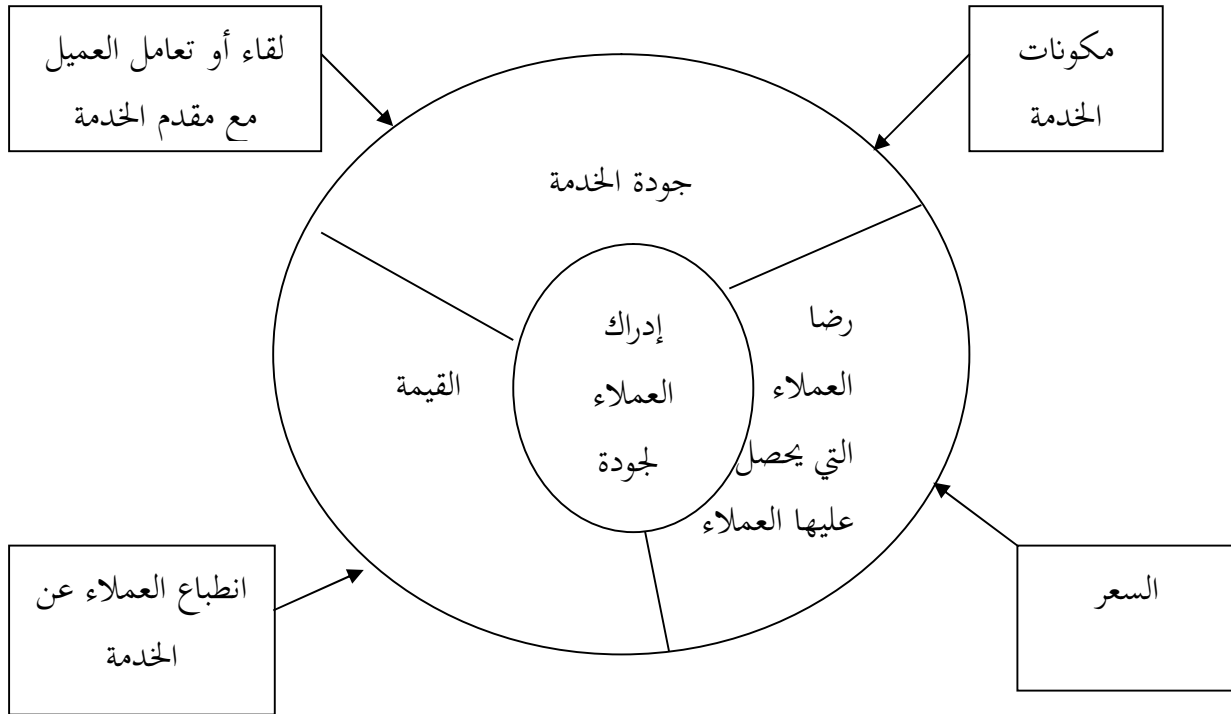 مكونات
الخدمة
لقاء أو تعامل العميل
مع مقدم الخدمة
جودة الخدمة
رضا
العملاء
التي يحصل
عليها العملاء
إدراك
العملاء
لجودة
القيمة
السعر
انطباع العملاء عن
الخدمة